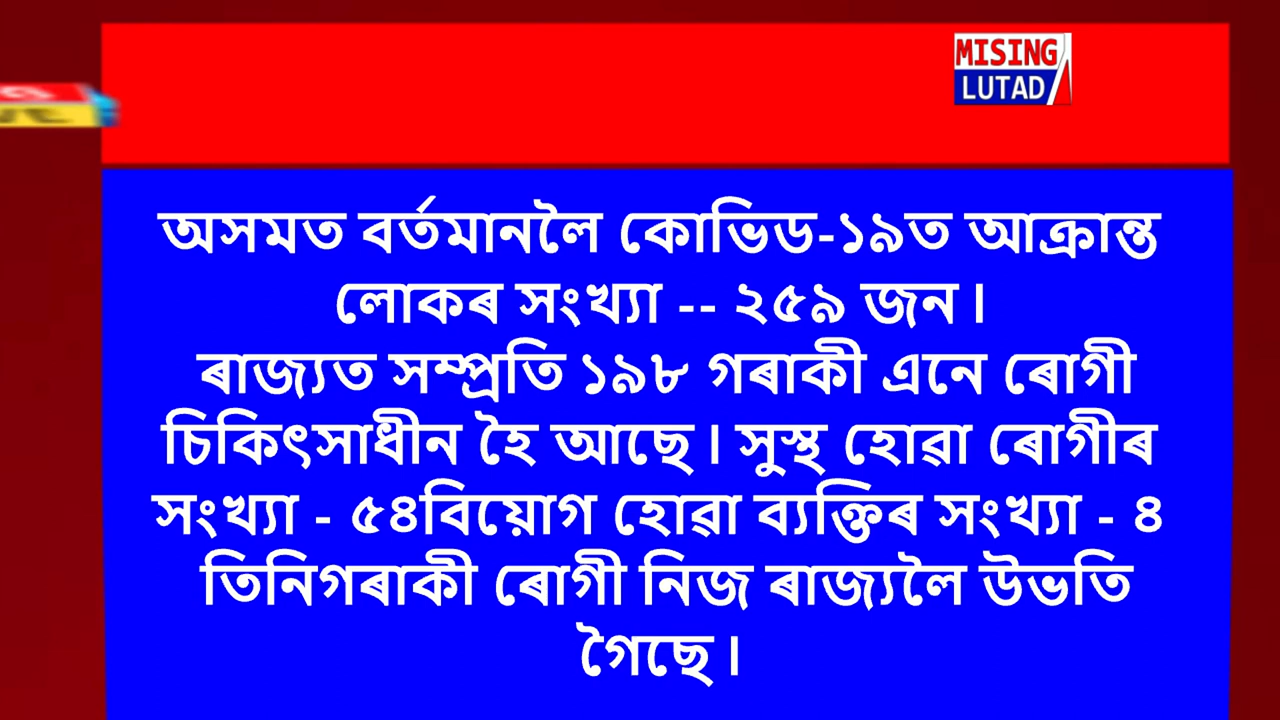 MISING
LUTAD
অসমত বৰ্তমানলৈ কোভিড-১৯ত আক্ৰান্ত
লোকৰ সংখ্যা -- ২৫৯ জন।
ৰাজ্যত সম্প্ৰতি ১৯৮ গৰাকী এনে ৰোগী
চিকিৎসাধীন হৈ আছে। সুস্থ হোৱা ৰোগীৰ
সংখ্যা - ৫৪বিয়োগ হোৱা ব্যক্তিৰ সংখ্যা - ৪
তিনিগৰাকী ৰোগী নিজ ৰাজ্যলৈ উভতি
গৈছে।